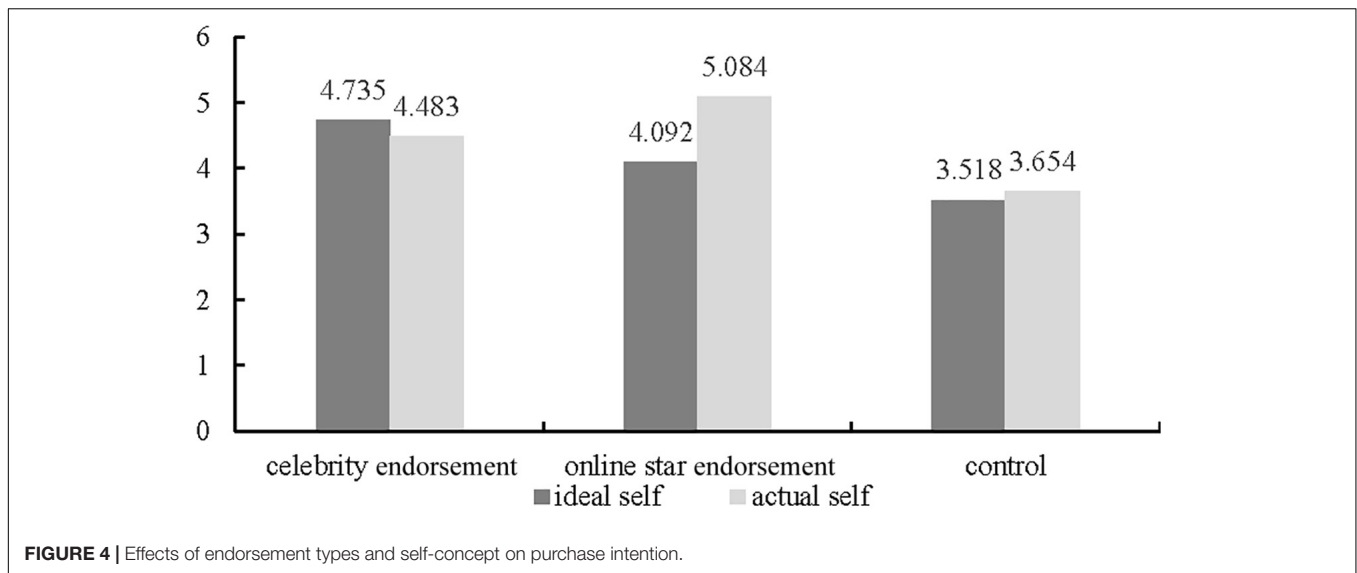 6
5
4
3
2
1
0
4.735
4.483
4.092
5.084
3.518
3.654
celebrity endorsement
online star endorsement
control
ideal self
actual self
FIGURE 4 | Effects of endorsement types and self-concept on purchase intention.